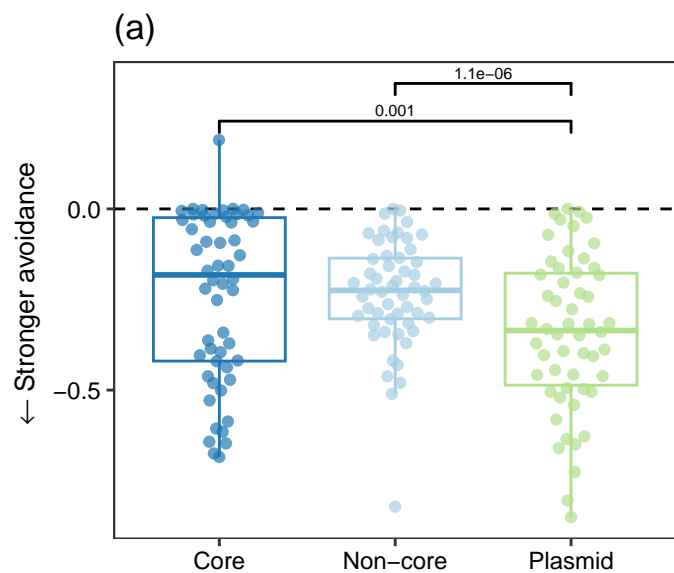 (a)
1.1e−06
0.001
0.0
−0.5
← Stronger avoidance
Core
Non−core
Plasmid